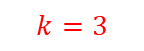 k = 3